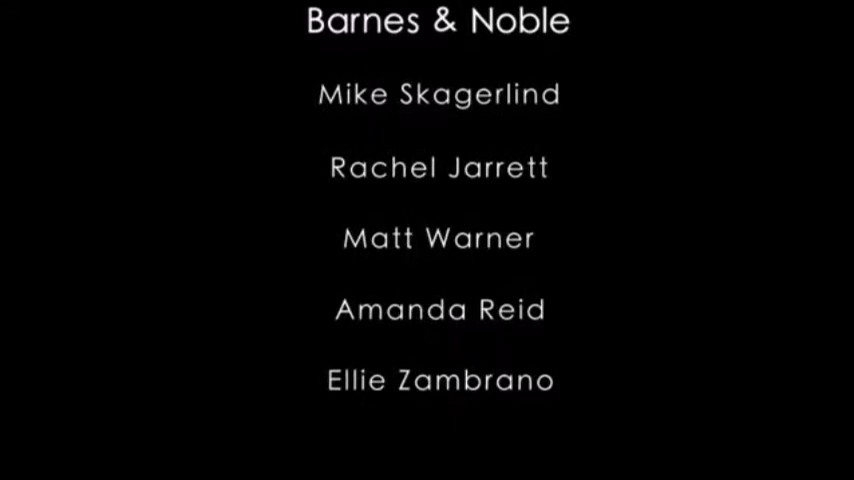 Barnes & Noble
Mike Skagerlind
Rachel Jarrett
Matt Warner
Amanda Reid
Ellie Zambrano